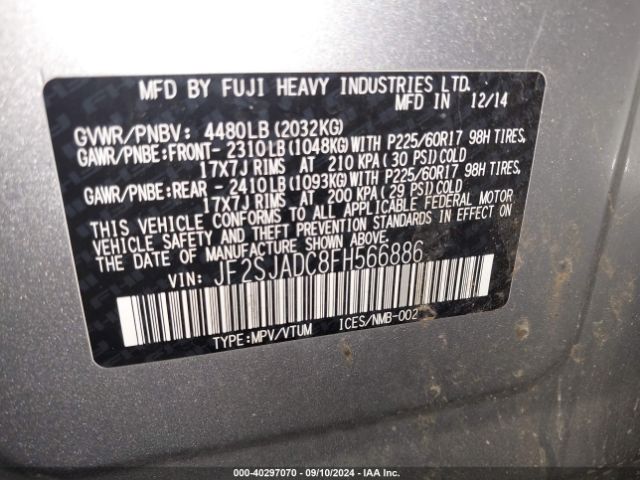 MFD BY FUJI HEAVY INDUSTRIES LTD.
MFD IN 12/14
GVWR/PNBV: 4480LB(2032KG)
GAWR/PNBE:FRONT- 2310LB(1048KG)WITH P225/60R17 98H TIRES,
17X7J RIMS AT 210 KPA(30 PSI)COLD
GAWR/PNBE:REAR - 2410LB(1093KG)WITH P225/60R17 98H TIRES,
17X7J RIMS AT 200 KPA(29 PSI)COLD
THIS VEHICLE CONFORMS TO ALL APPLICABLE FEDERAL MOTOR
VEHICLE SAFETY AND THEFT PREVENTION STANDARDS IN EFFECT ON
THE DATE OF MANUFACTURE SHOWN ABOVE.
VIN: JF2SJADC8FH566886
TYPE:MPV/VTUM ICES/NMB-002
000-40297070 - 09/10/2024 - IAA Inc.